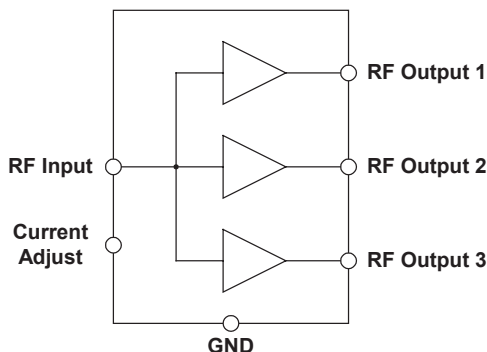 RF Output 1
RF Input
RF Output 2
Current
Adjust
RF Output 3
GND